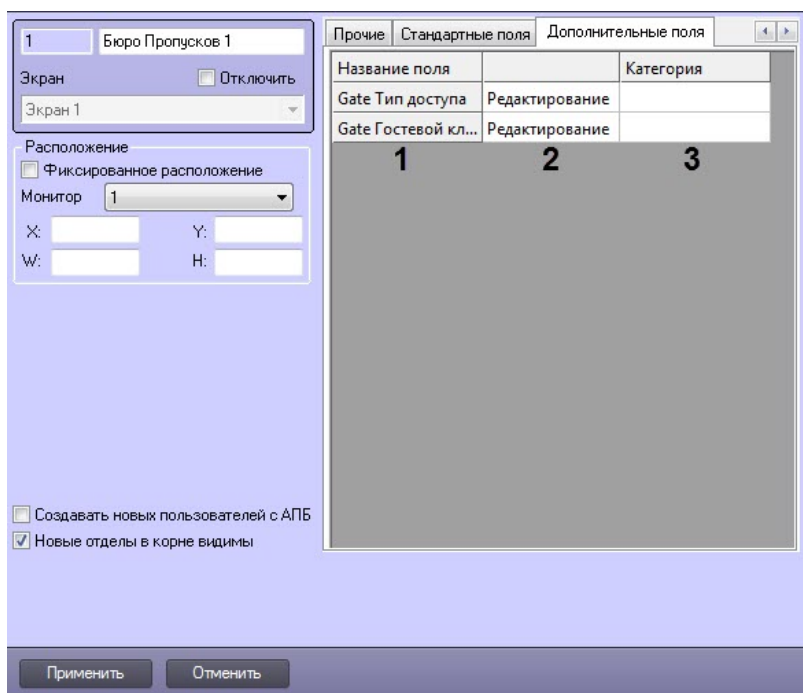 1 Бюро Пропусков 1
Экран Отключить
Экран 1
Расположение
Фиксированное расположение
Монитор 1
X: Y:
W: H:
Создавать новых пользователей с АПБ
Новые отделы в корне видимы
Прочие Стандартные поля Дополнительные поля
Название поля Категория
Gate Тип доступа Редактирование
Gate Гостевой кл... Редактирование
1 2 3
Применить Отменить